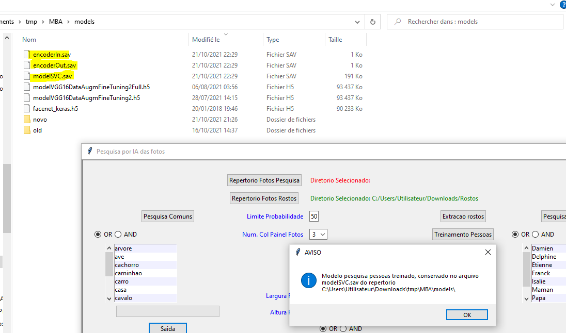 ments › tmp › MBA › models
Rechercher dans : models
Nom Modifié le Type Taille
encoderIn.sav 21/10/2021 22:29 Fichier SAV 1 Ko
encoderOut.sav 21/10/2021 22:29 Fichier SAV 1 Ko
modelSVC.sav 21/10/2021 22:29 Fichier SAV 191 Ko
modelVGG16DataAugmFineTuning2Full.h5 06/08/2021 03:56 Fichier H5 93 437 Ko
modelVGG16DataAugmFineTuning2.h5 28/07/2021 14:15 Fichier H5 93 437 Ko
facenet_keras.h5 20/01/2018 19:46 Fichier H5 90 233 Ko
novo 21/10/2021 21:26 Dossier de fichiers
old 16/10/2021 14:37 Dossier de fichiers
Pesquisa por IA das fotos
Repertorio Fotos Pesquisa Diretorio Selecionado:
Repertorio Fotos Rostos Diretorio Selecionado: C:/Users/Utilisateur/Downloads/Rostos
Pesquisa Comuns Limite Probabilidade 50 Extracao rostos Pesquisa
OR AND Num. Col Painel Fotos 3 Treinamento Pessoas OR AND
arvore
ave
cachorro
caminhao
carro
casa
cavalo
Damien
Delphine
Etienne
Franck
Isalie
Maman
Papa
AVISO
Modelo pesquisa pessoas treinado, conservado no arquivo
modelSVC.sav do repertorio
C:\Users\Utilisateur\Downloads\tmp\MBA\models\.
OK
Largura
Altura
Saida
OR AND